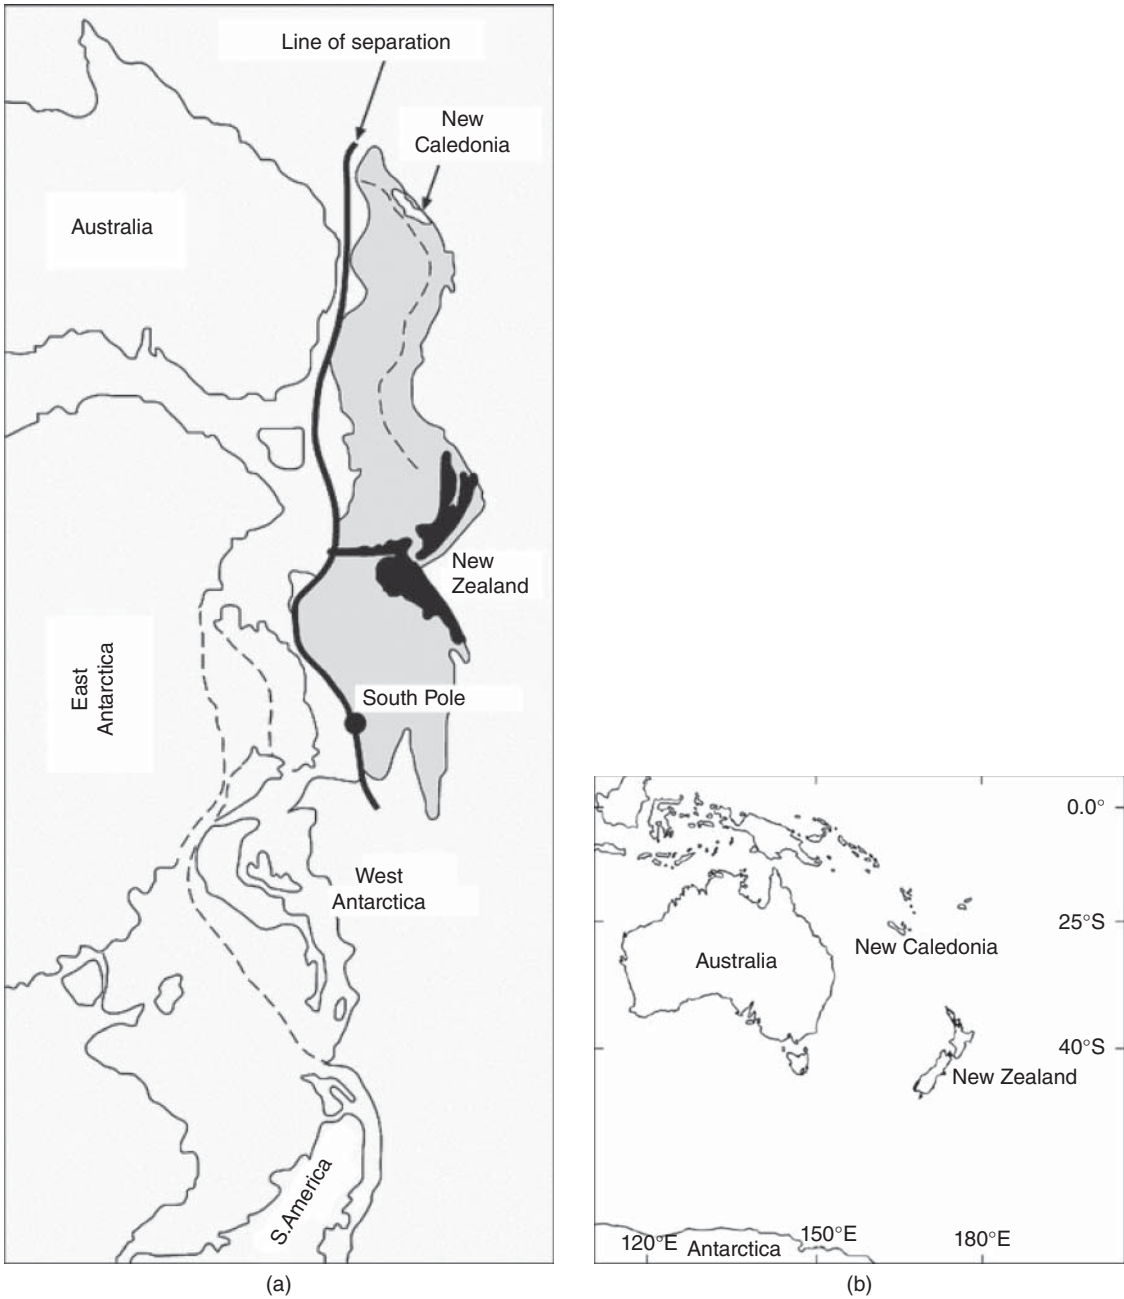 Line of separation
New
Caledonia
Australia
New
Zealand
East
Antarctica
South Pole
West
Antarctica
S.America
(a)
0.0°
25°S
New Caledonia
Australia
40°S
New Zealand
120°E
Antarctica
150°E
180°E
(b)